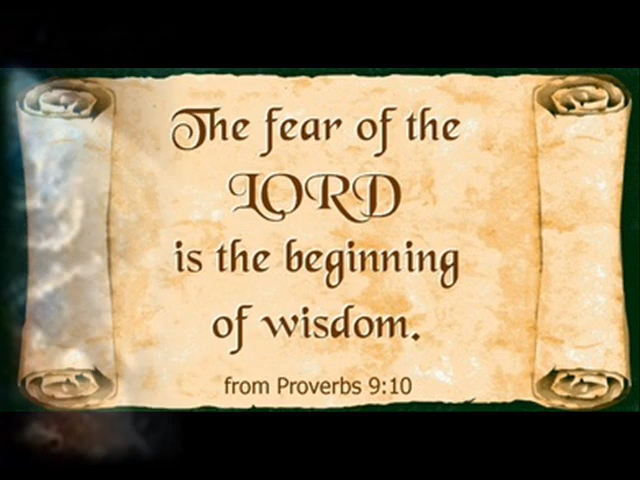 The fear of the
LORD
is the beginning
of wisdom.
from Proverbs 9:10